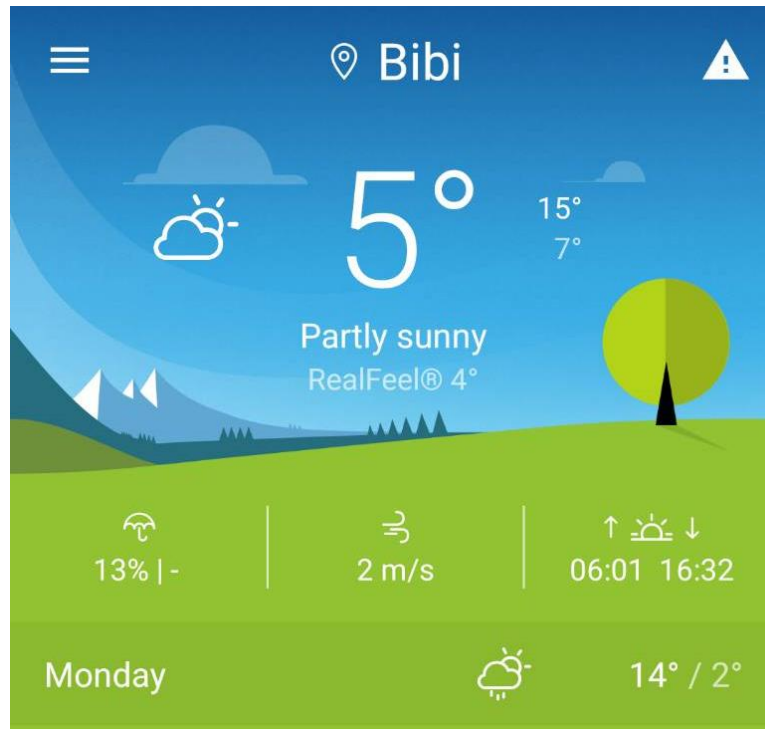 Bibi
5°
15°
7°
Partly sunny
RealFeel® 4°
13% | -
2 m/s
06:01 16:32
Monday 14° / 2°